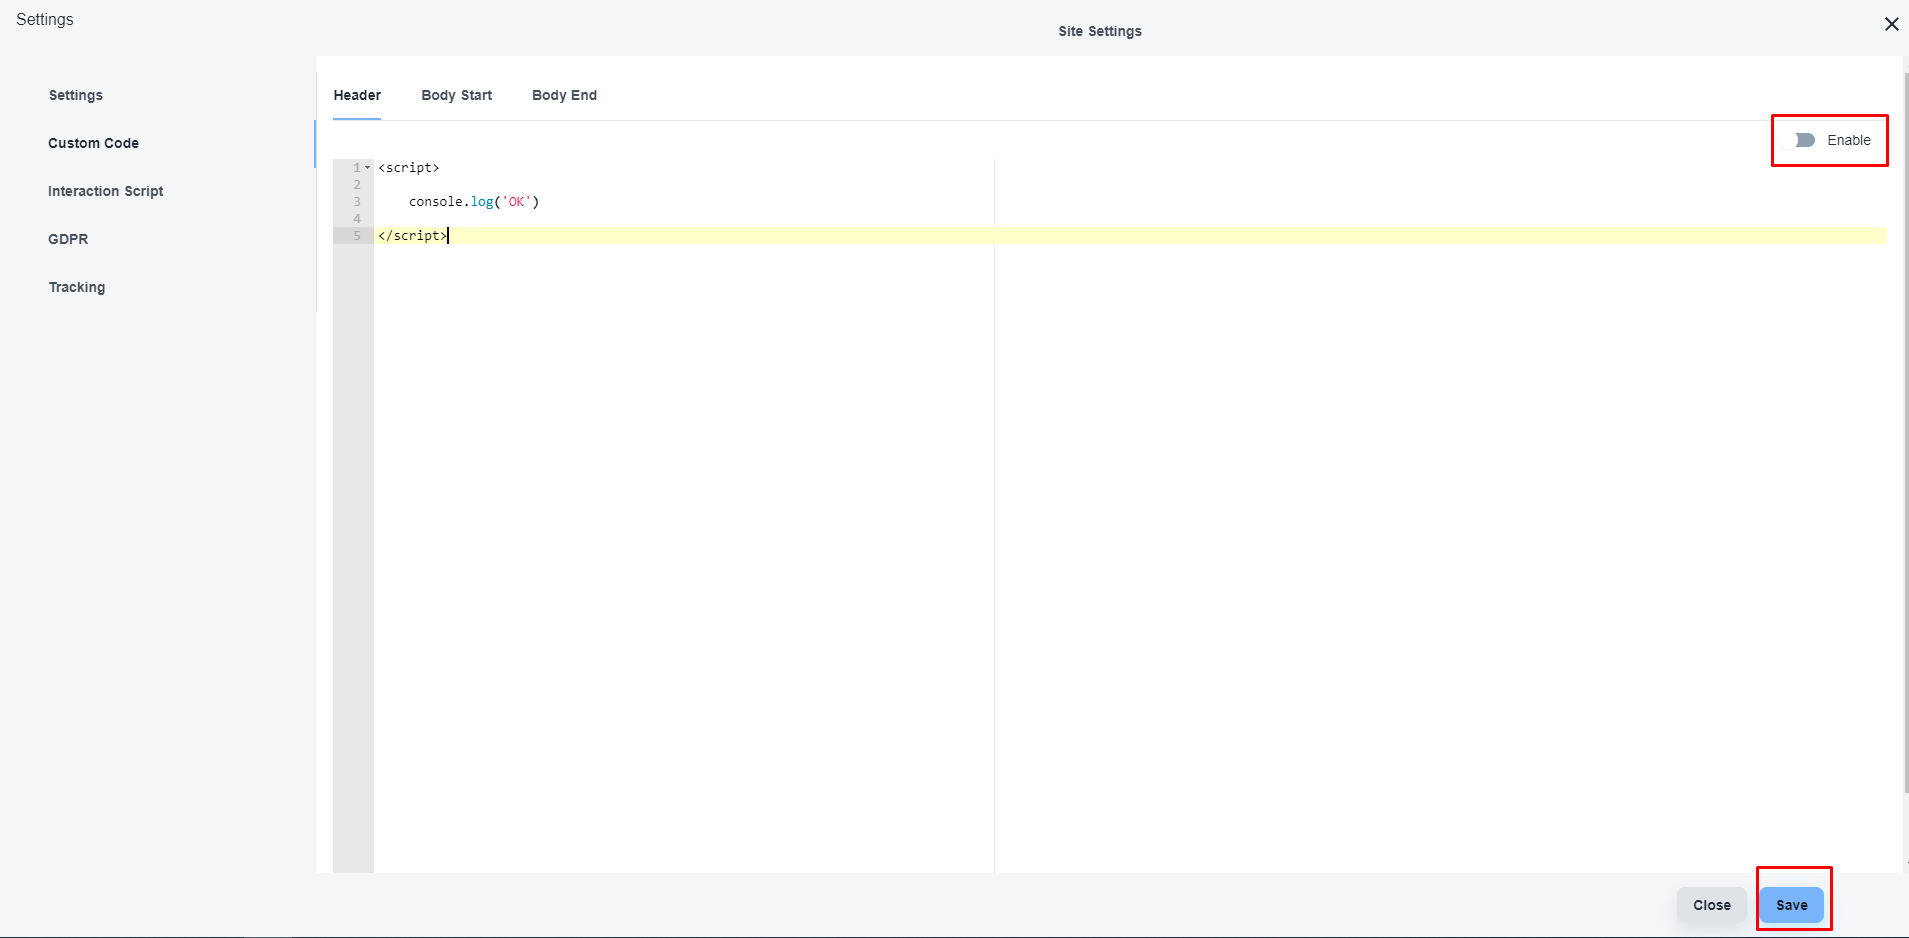 Settings
Site Settings
Settings
Custom Code
Interaction Script
GDPR
Tracking
Header Body Start Body End
Enable
1 <script>
2
3 console.log('OK')
4
5 </script>
Close Save